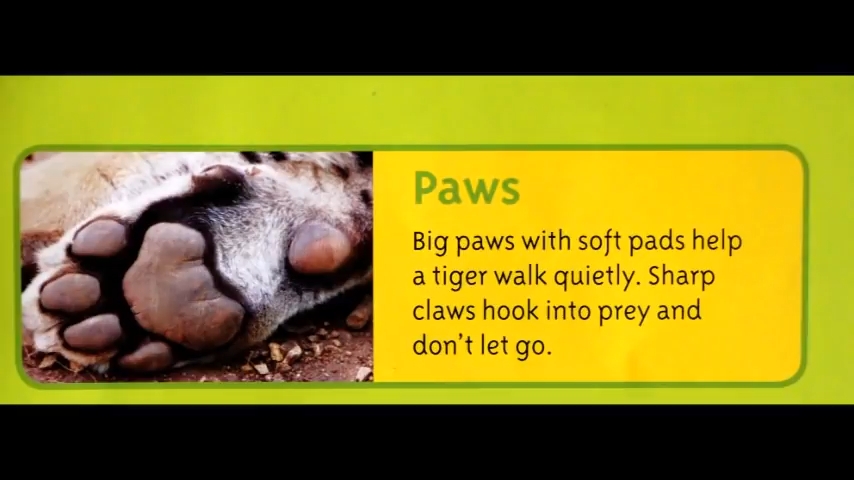 Paws
Big paws with soft pads help
a tiger walk quietly. Sharp
claws hook into prey and
don't let go.